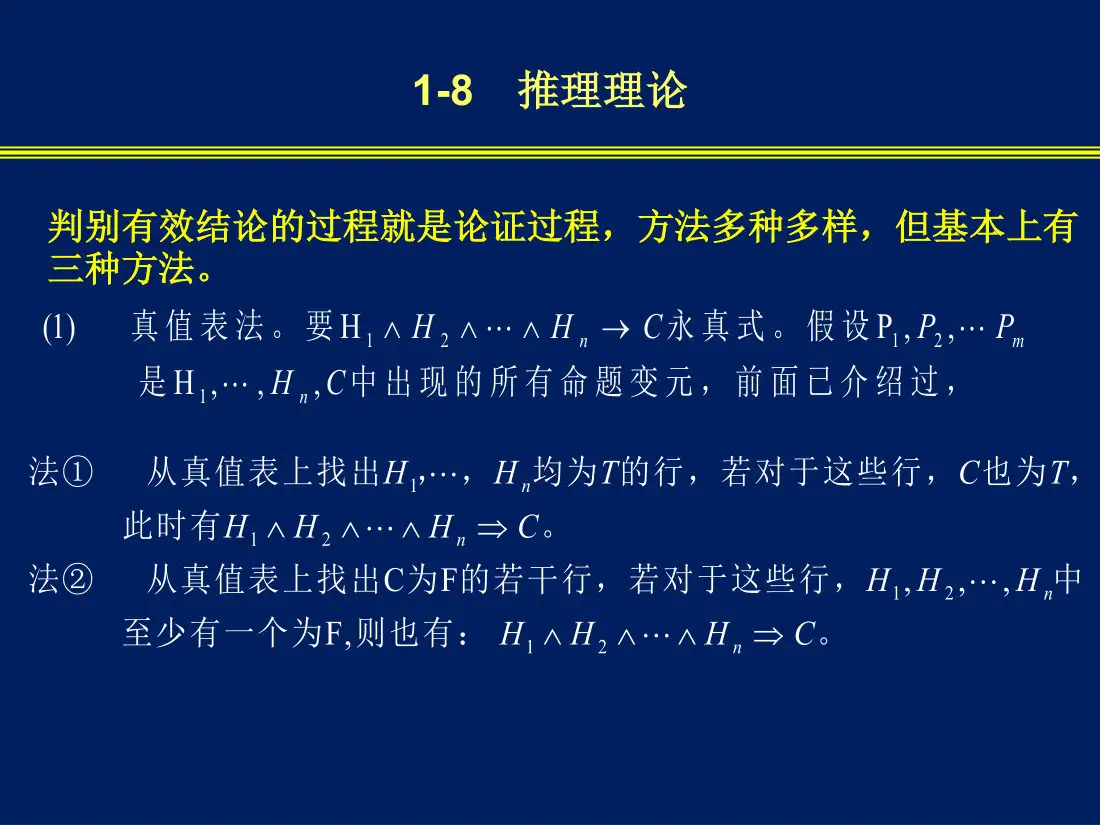 1-8 推理理论
判别有效结论的过程就是论证过程，方法多种多样，但基本上有
三种方法。
(1) 真值表法。要H₁∧H₂∧⋯∧Hₙ→C永真式。假设P₁,P₂,⋯Pₘ
是H₁,⋯,Hₙ,C中出现的所有命题变元，前面已介绍过，
法① 从真值表上找出H₁,⋯，Hₙ均为T的行，若对于这些行，C也为T，
此时有H₁∧H₂∧⋯∧Hₙ⇒C。
法② 从真值表上找出C为F的若干行，若对于这些行，H₁,H₂,⋯,Hₙ中
至少有一个为F,则也有： H₁∧H₂∧⋯∧Hₙ⇒C。